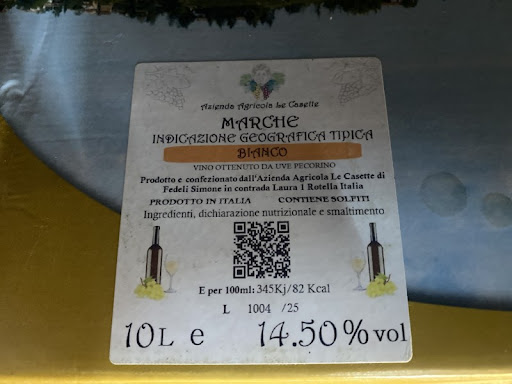 Azienda Agricola Le Casette
MARCHE
INDICAZIONE GEOGRAFICA TIPICA
BIANCO
VINO OTTENUTO DA UVE PECORINO
Prodotto e confezionato dall'Azienda Agricola Le Casette di
Fedeli Simone in contrada Laura 1 Rotella Italia
PRODOTTO IN ITALIA CONTIENE SOLFITI
Ingredienti, dichiarazione nutrizionale e smaltimento
E per 100ml: 345Kj/82 Kcal
L 1004 /25
10L e 14.50%vol